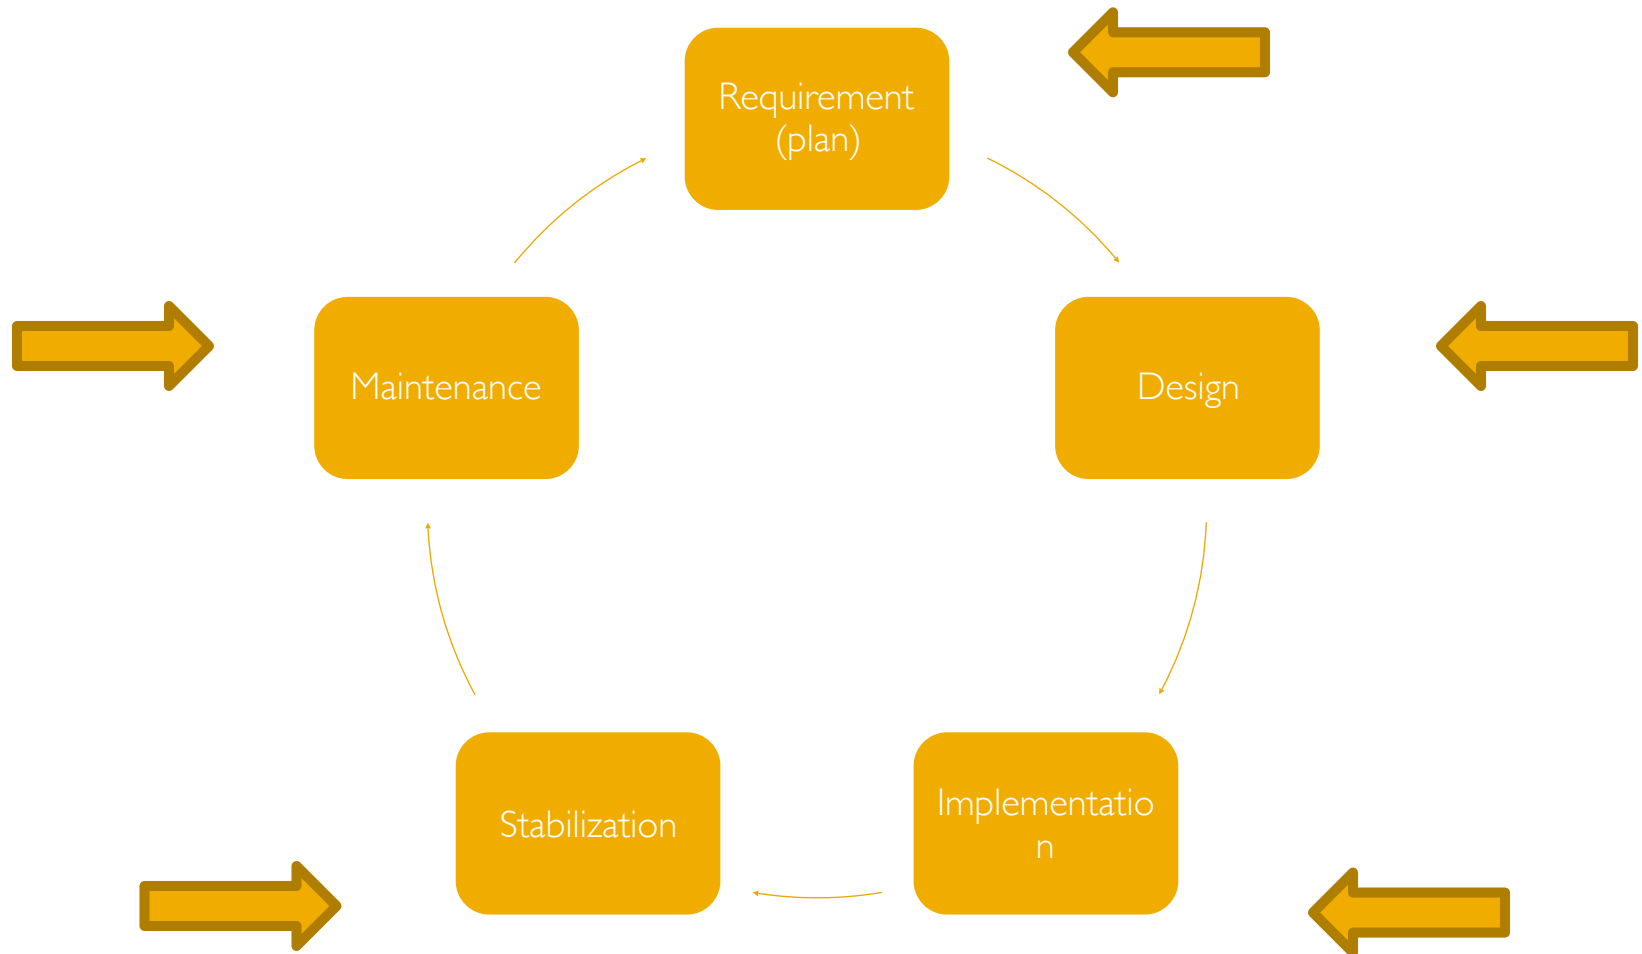 Requirement
(plan)
Maintenance
Design
Stabilization
Implementatio
n